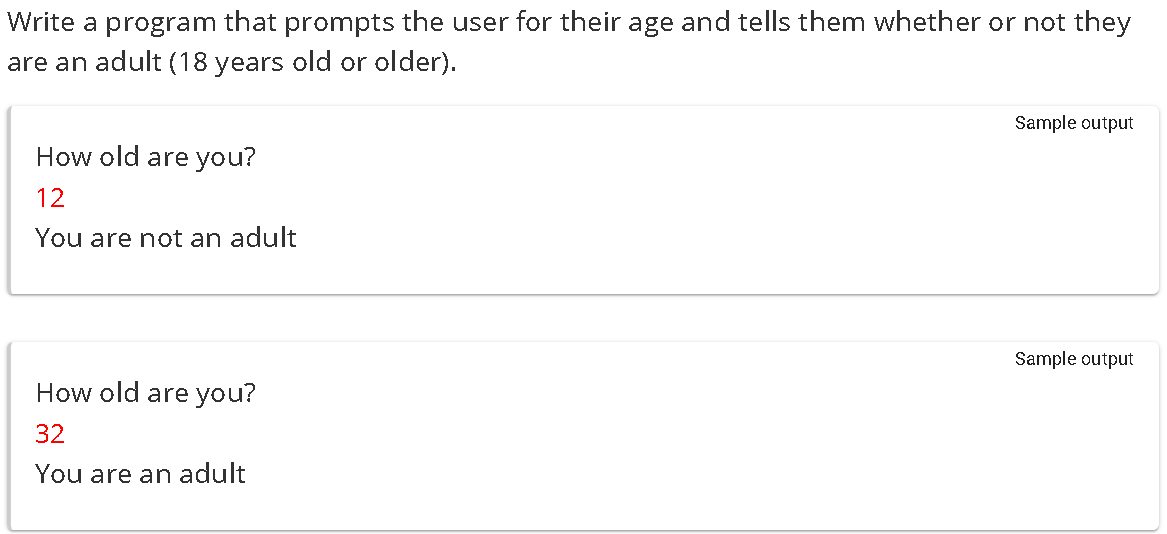 Write a program that prompts the user for their age and tells them whether or not they
are an adult (18 years old or older).
Sample output
How old are you?
12
You are not an adult
Sample output
How old are you?
32
You are an adult